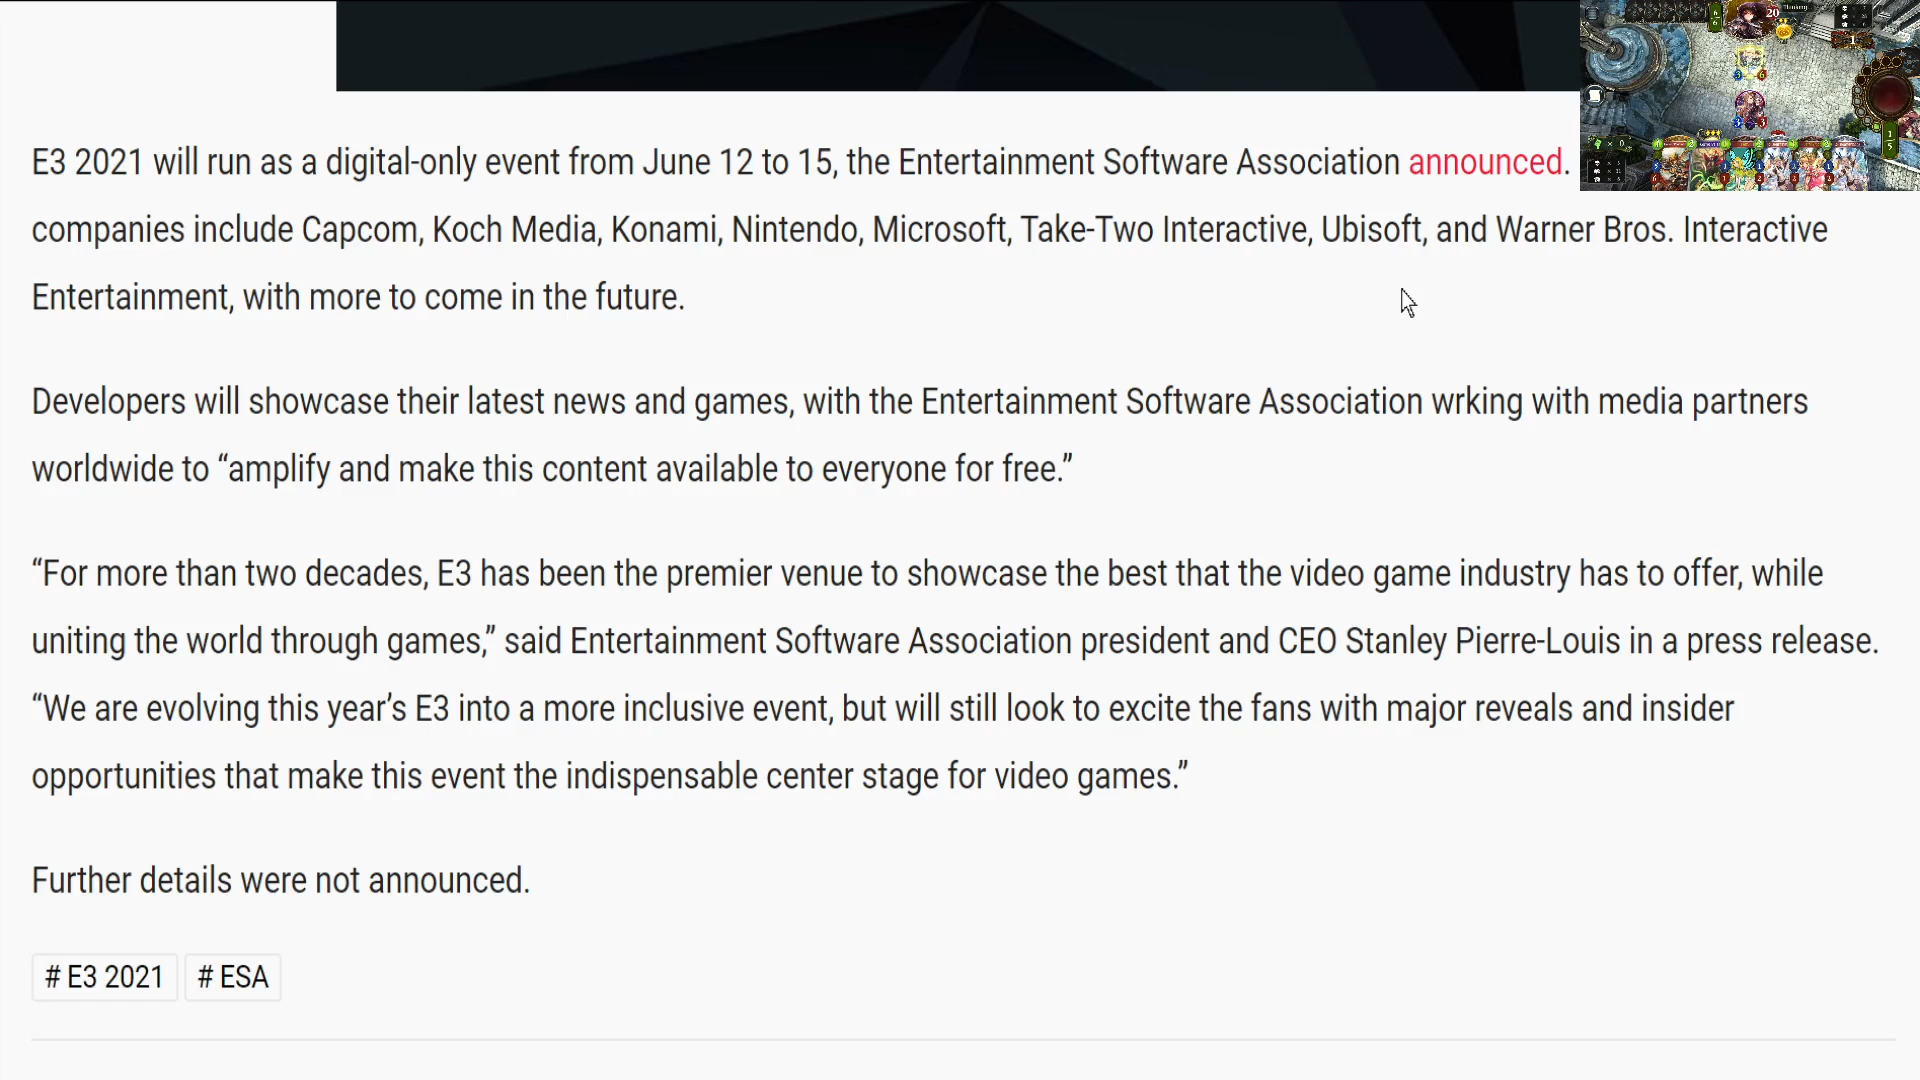 E3 2021 will run as a digital-only event from June 12 to 15, the Entertainment Software Association announced.
companies include Capcom, Koch Media, Konami, Nintendo, Microsoft, Take-Two Interactive, Ubisoft, and Warner Bros. Interactive
Entertainment, with more to come in the future.
Developers will showcase their latest news and games, with the Entertainment Software Association wrking with media partners
worldwide to “amplify and make this content available to everyone for free.”
“For more than two decades, E3 has been the premier venue to showcase the best that the video game industry has to offer, while
uniting the world through games,” said Entertainment Software Association president and CEO Stanley Pierre-Louis in a press release.
“We are evolving this year’s E3 into a more inclusive event, but will still look to excite the fans with major reveals and insider
opportunities that make this event the indispensable center stage for video games.”
Further details were not announced.
# E3 2021 # ESA
20
Thinking